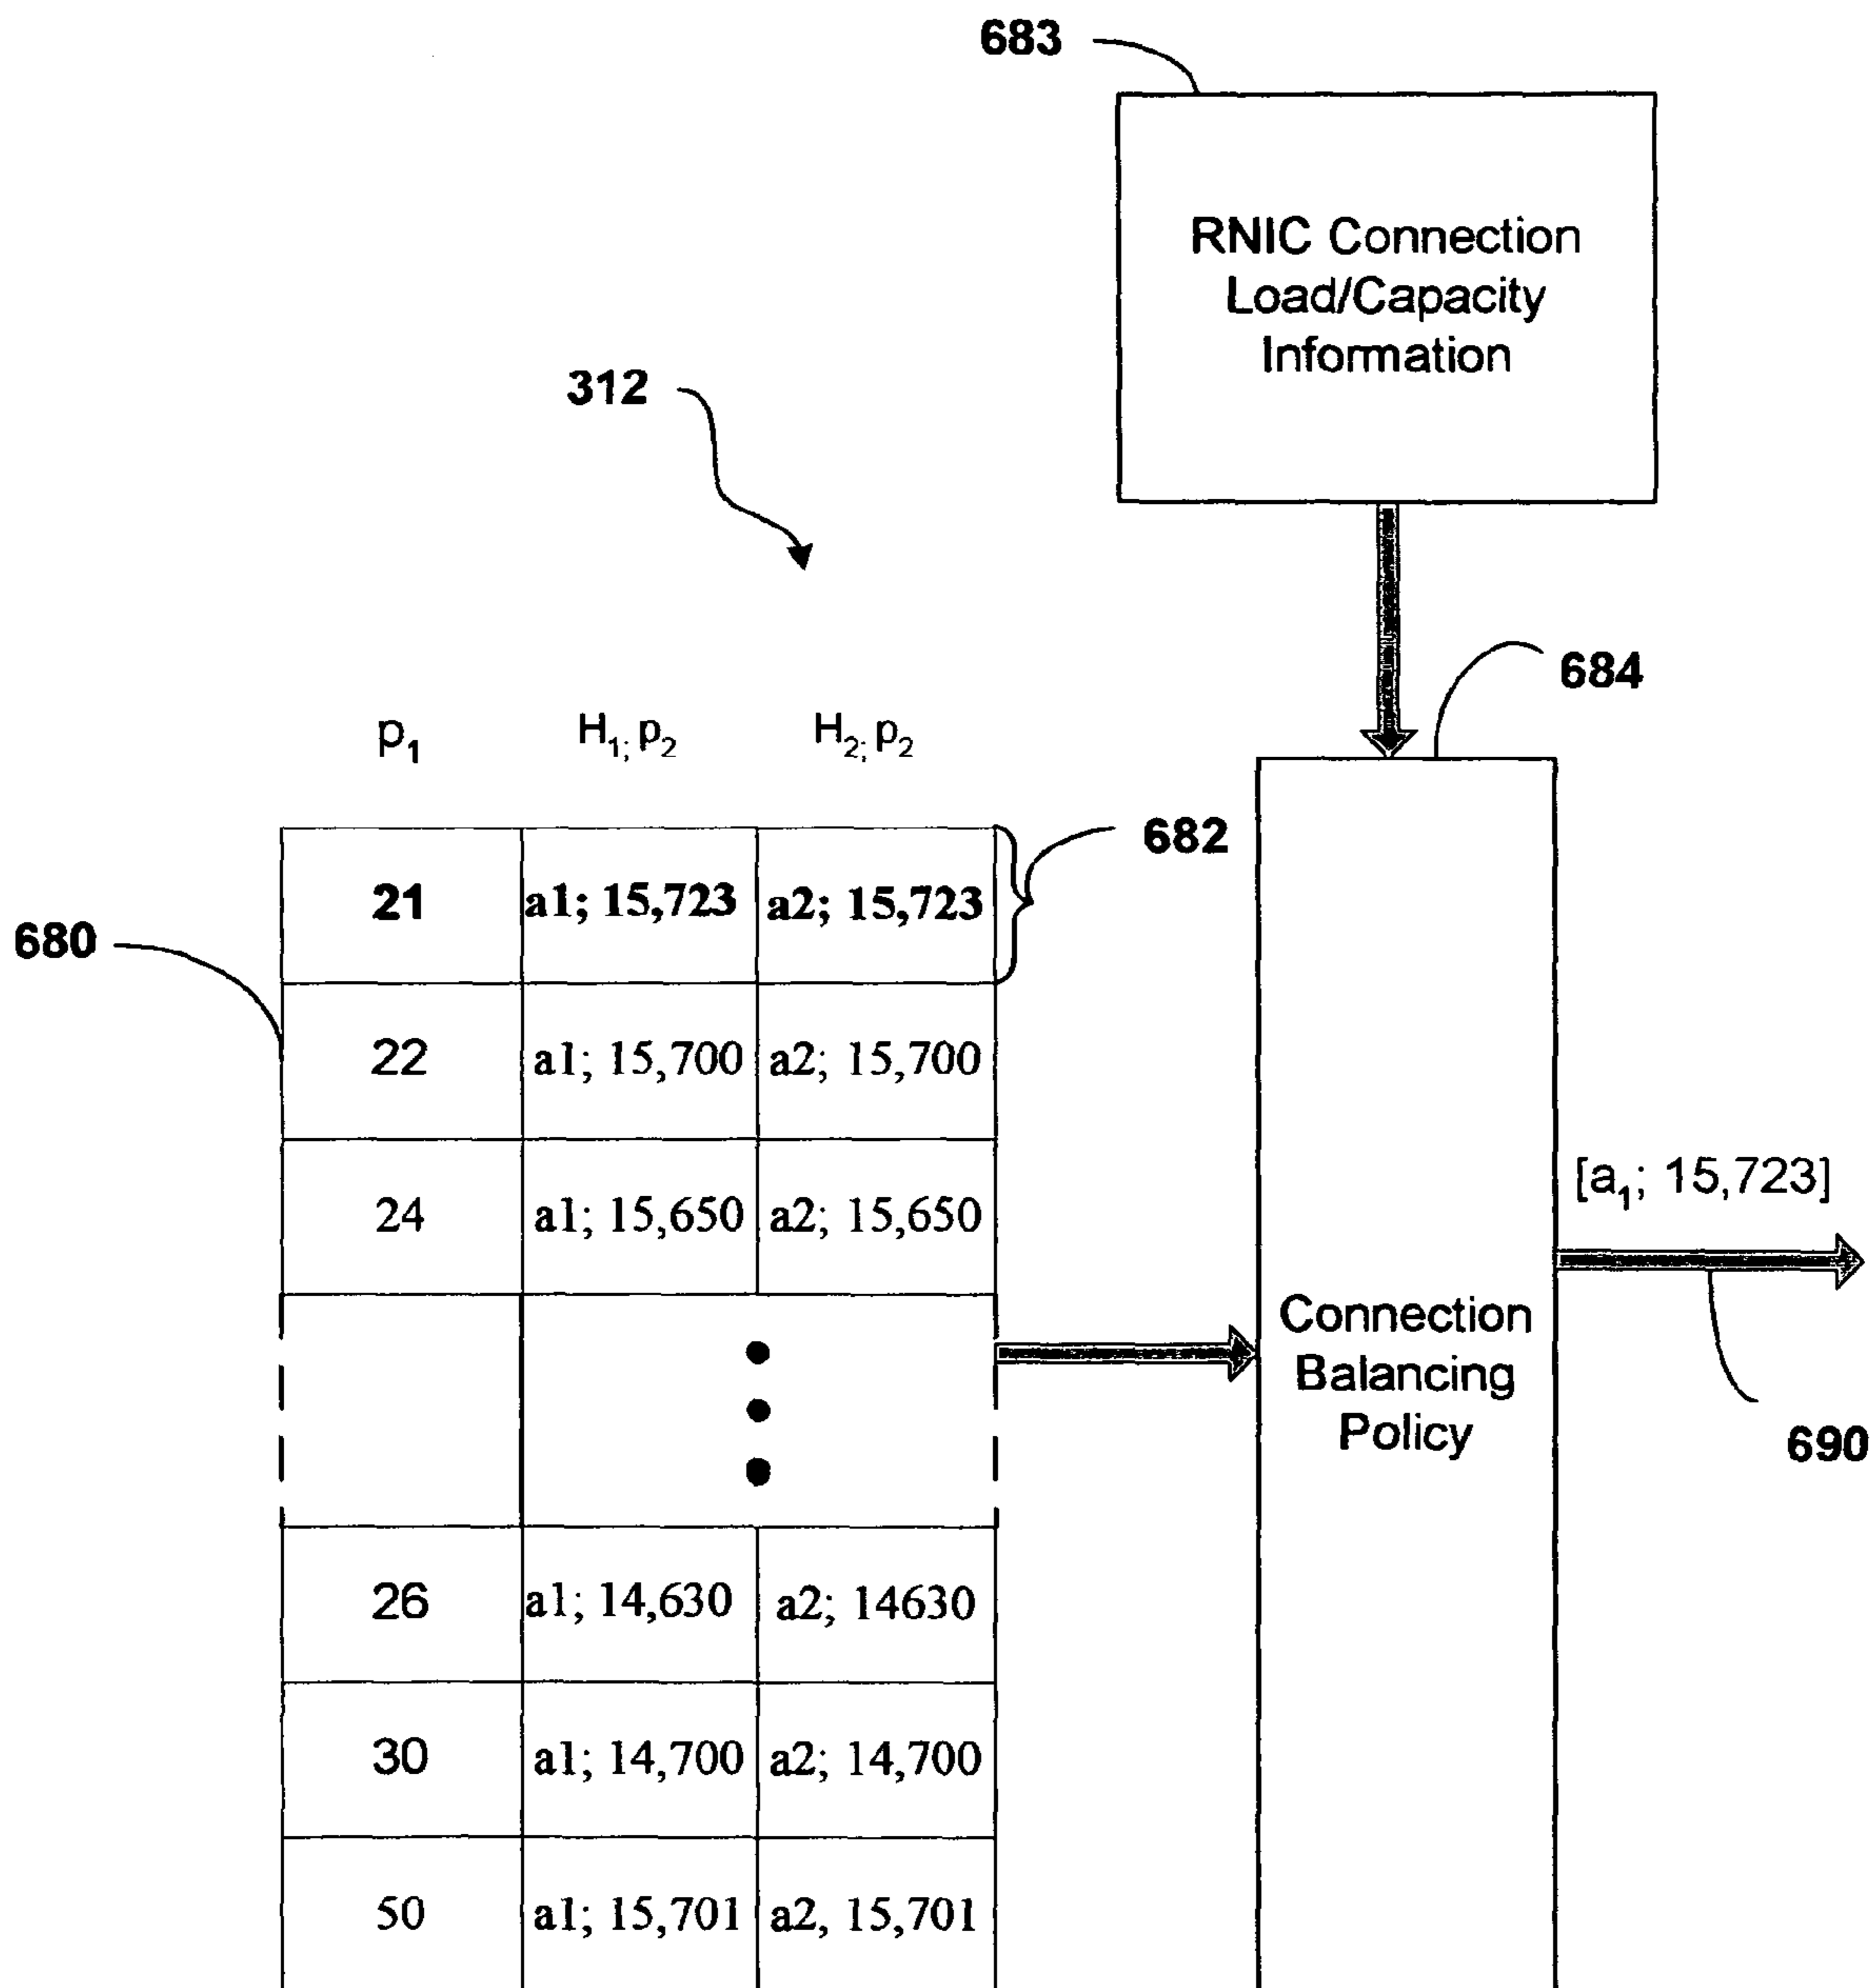 683
RNIC Connection
Load/Capacity
Information
312
684
p1 H1; p2 H2; p2
682
21 a1; 15,723 a2; 15,723
680
22 a1; 15,700 a2; 15,700
24 a1; 15,650 a2; 15,650
[a1; 15,723]
Connection
Balancing
Policy
690
26 a1; 14,630 a2; 14630
30 a1; 14,700 a2; 14,700
50 a1; 15,701 a2, 15,701